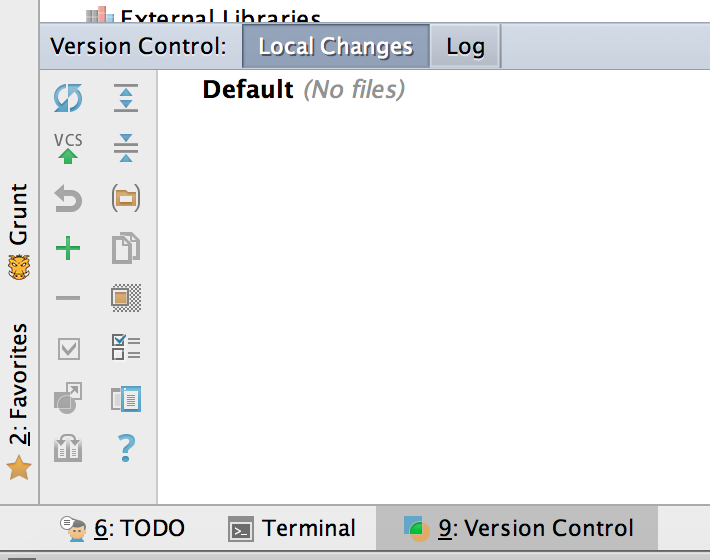 External Libraries
Version Control: Local Changes Log
Default (No files)
VCS
Grunt
2: Favorites
?
6: TODO Terminal 9: Version Control